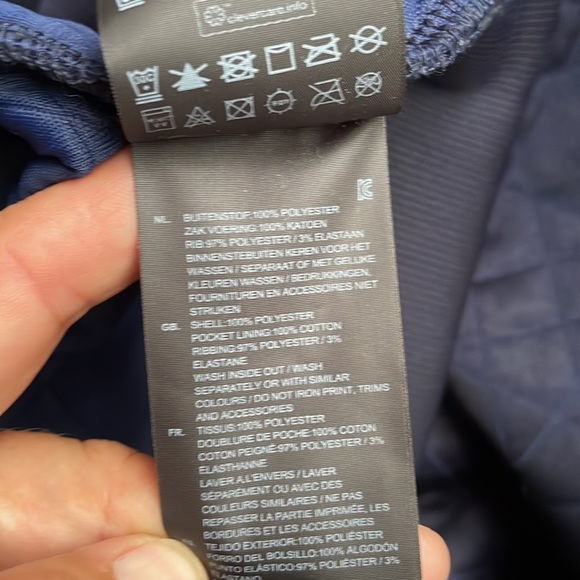 clevercare.info
NL. BUITENSTOF:100% POLYESTER
ZAK VOERING:100% KATOEN
RIB:97% POLYESTER / 3% ELASTAAN
BINNENSTEBUITEN KEREN VOOR HET
WASSEN / SEPARAAT OF MET GELIJKE
KLEUREN WASSEN / BEDRUKKINGEN,
FOURNITUREN EN ACCESSOIRES NIET
STRIJKEN
GB. SHELL:100% POLYESTER
POCKET LINING:100% COTTON
RIBBING:97% POLYESTER / 3%
ELASTANE
WASH INSIDE OUT / WASH
SEPARATELY OR WITH SIMILAR
COLOURS / DO NOT IRON PRINT, TRIMS
AND ACCESSORIES
FR. TISSUS:100% POLYESTER
DOUBLURE DE POCHE:100% COTON
COTON PEIGNÉ:97% POLYESTER / 3%
ELASTHANNE
LAVER A L'ENVERS / LAVER
SÉPARÉMENT OU AVEC DES
COULEURS SIMILAIRES / NE PAS
REPASSER LA PARTIE IMPRIMÉE, LES
BORDURES ET LES ACCESSOIRES
ES. TEJIDO EXTERIOR:100% POLIÉSTER
FORRO DEL BOLSILLO:100% ALGODÓN
PUNTO ELÁSTICO:97% POLIÉSTER / 3%
ELASTANO